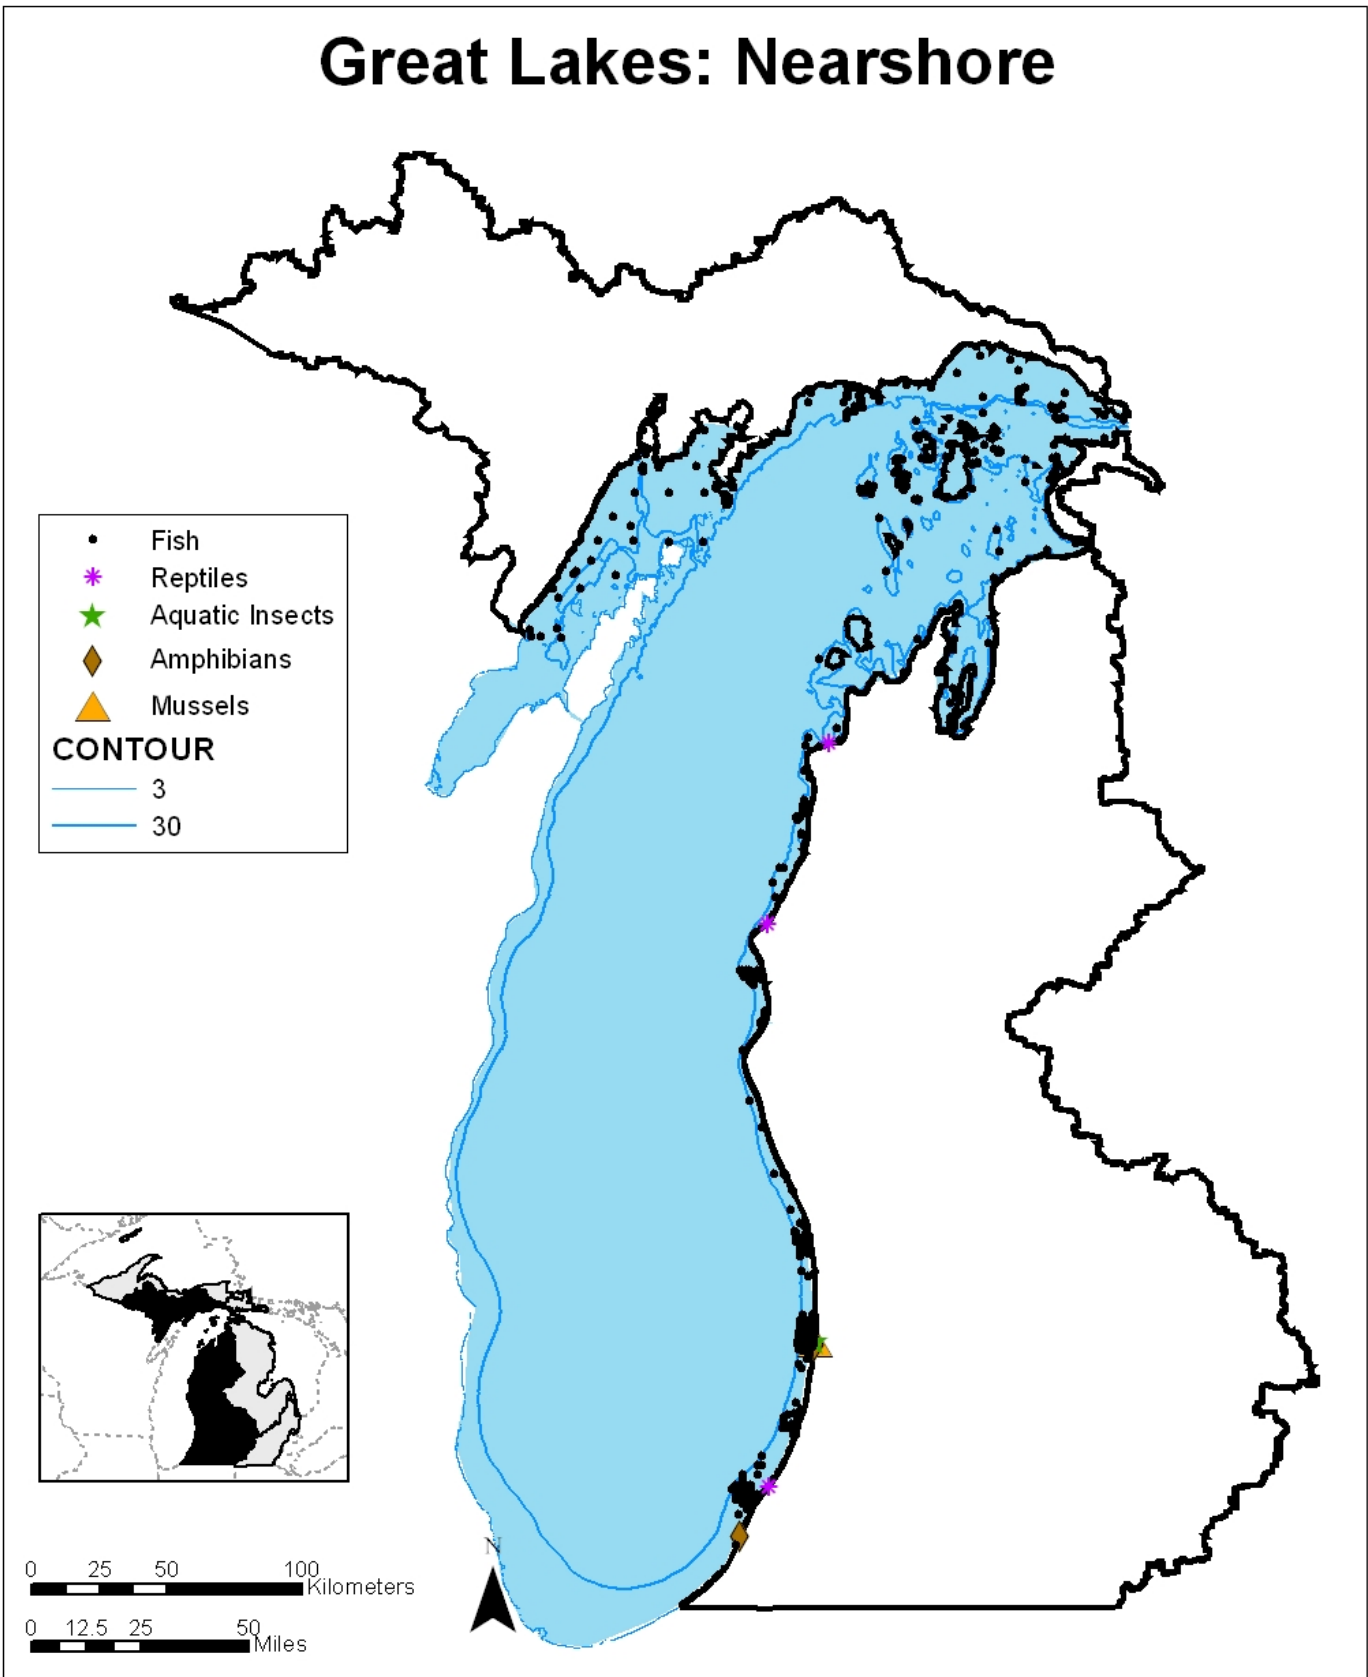 Great Lakes: Nearshore
Fish
Reptiles
Aquatic Insects
Amphibians
Mussels
CONTOUR
3
30
N
0 25 50 100
Kilometers
0 12.5 25 50
Miles